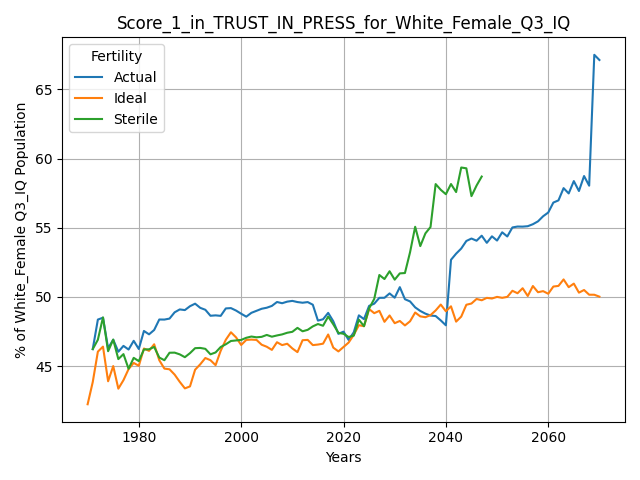 Score_1_in_TRUST_IN_PRESS_for_White_Female_Q3_IQ
Fertility
Actual
Ideal
Sterile
% of White_Female Q3_IQ Population
65
60
55
50
45
1980
2000
2020
2040
2060
Years